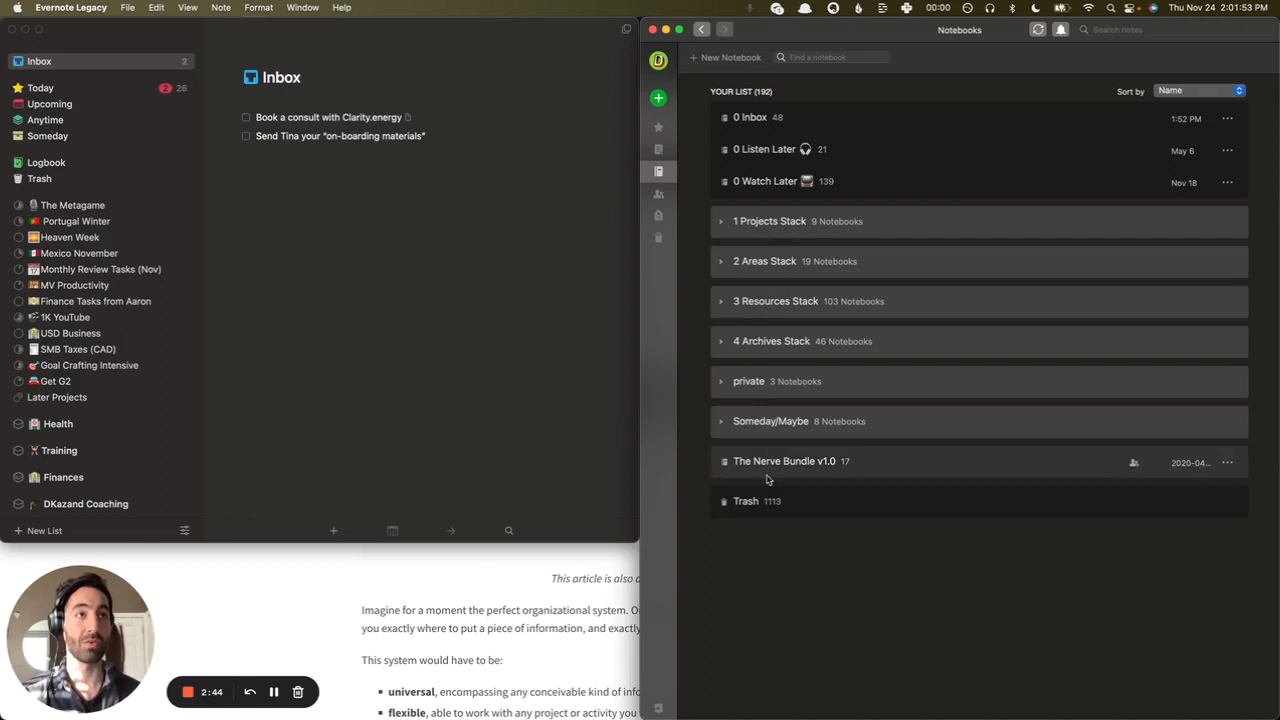 Evernote Legacy File Edit View Note Format Window Help
00:00
Thu Nov 24 2:01:53 PM
Inbox 2
Today 2 26
Upcoming
Anytime
Someday
Logbook
Trash
The Metagame
Portugal Winter
Heaven Week
Mexico November
Monthly Review Tasks (Nov)
MV Productivity
Finance Tasks from Aaron
1K YouTube
USD Business
SMB Taxes (CAD)
Goal Crafting Intensive
Get G2
Later Projects
Health
Training
Finances
DKazand Coaching
+ New List
Inbox
Book a consult with Clarity.energy
Send Tina your “on-boarding materials”
Notebooks
Search notes
+ New Notebook
Find a notebook
YOUR LIST (192)
Sort by Name
0 Inbox 48 1:52 PM
0 Listen Later 21 May 6
0 Watch Later 139 Nov 18
1 Projects Stack 9 Notebooks
2 Areas Stack 19 Notebooks
3 Resources Stack 103 Notebooks
4 Archives Stack 46 Notebooks
private 3 Notebooks
Someday/Maybe 8 Notebooks
The Nerve Bundle v1.0 17 2020-04...
Trash 1113
This article is also
Imagine for a moment the perfect organizational system.
you exactly where to put a piece of information, and exactly
This system would have to be:
universal, encompassing any conceivable kind of
flexible, able to work with any project or activity you
2:44